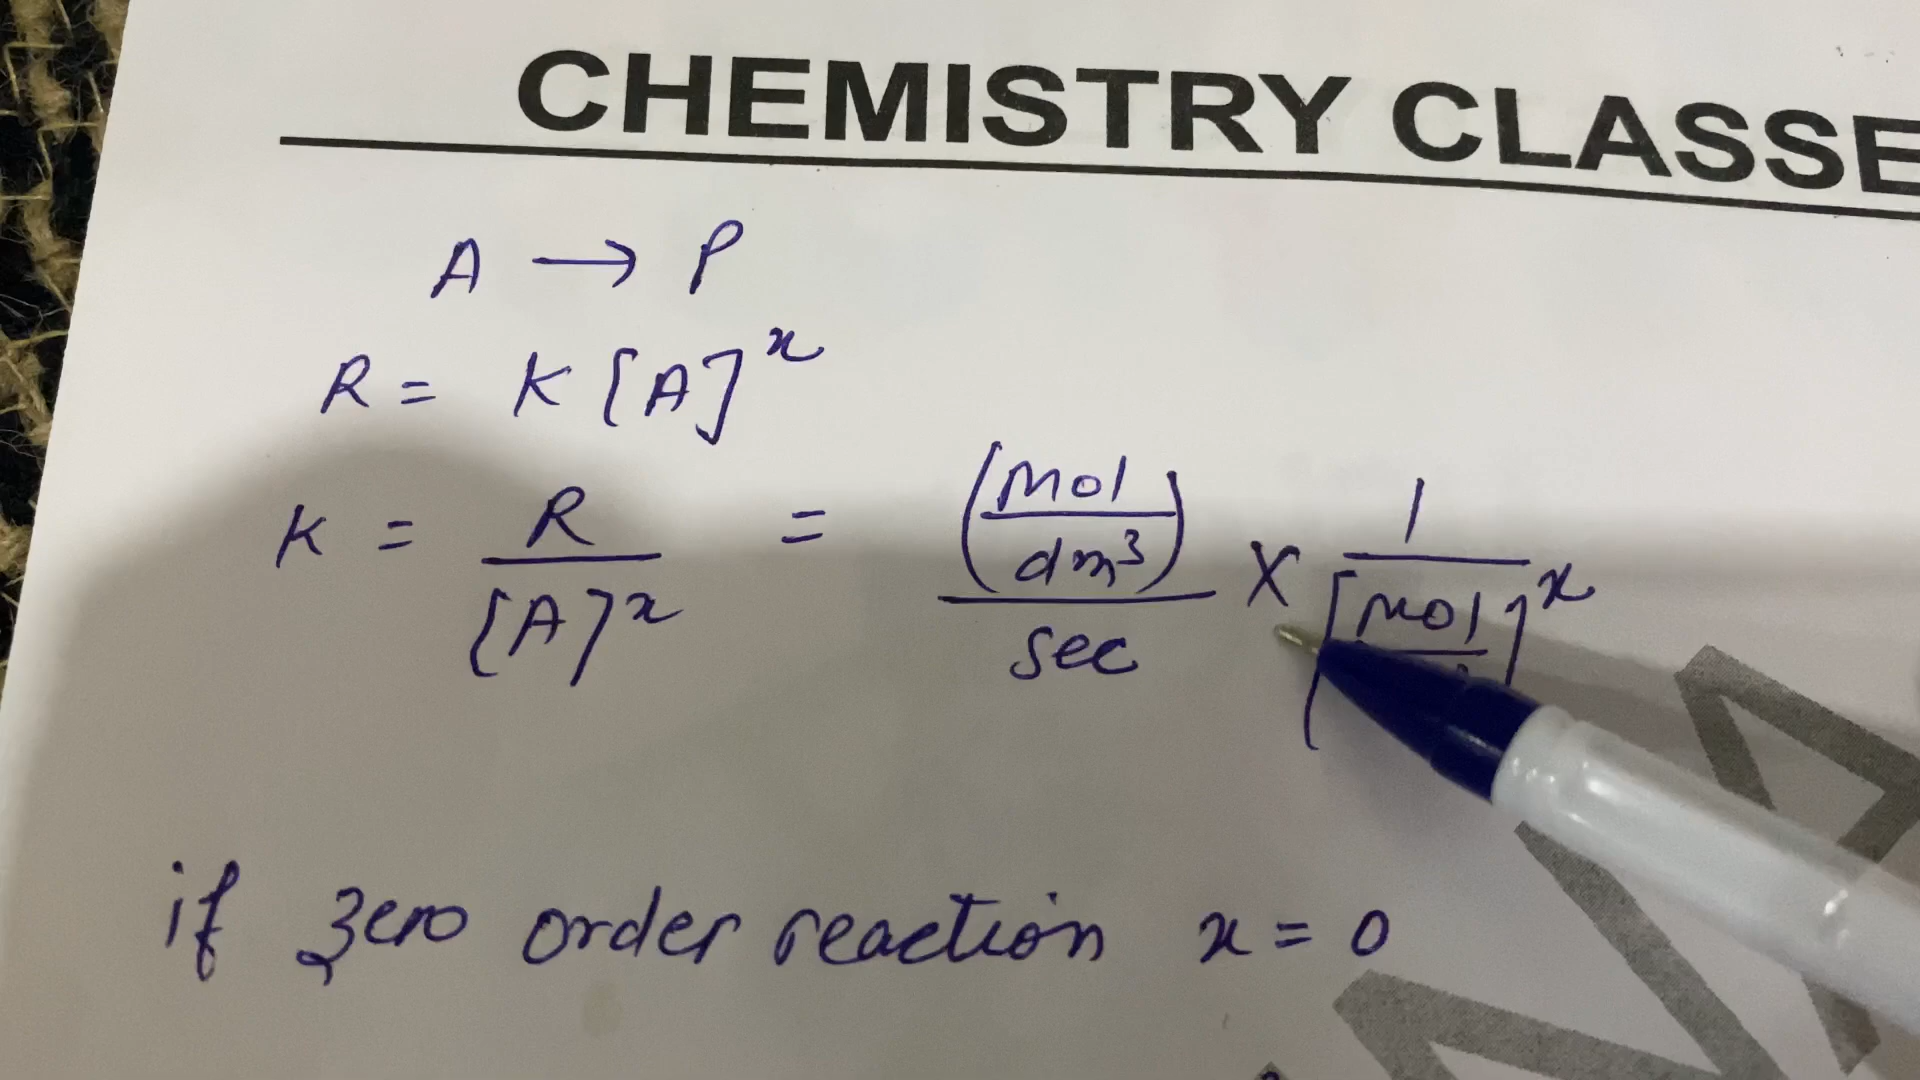 CHEMISTRY CLASSE
A → P
R = K[A]^x
K = R/[A]^x = (mol/dm³)/sec × 1/[mol/ ]^x
if zero order reaction x = 0